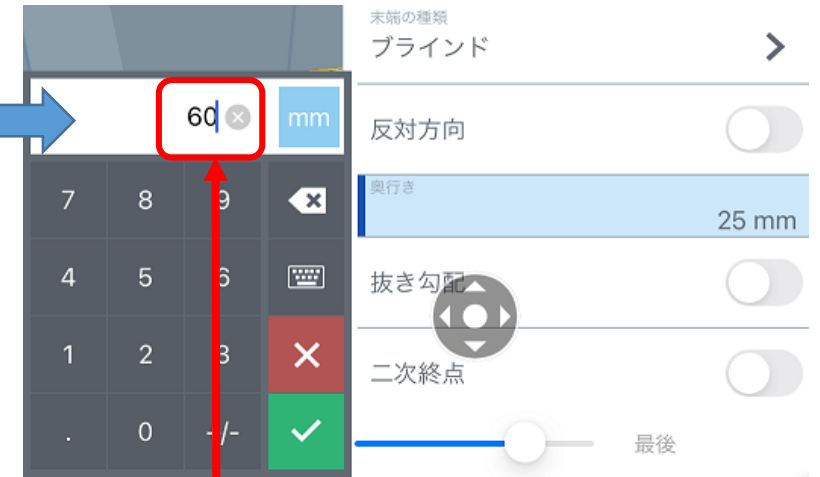 60
mm
7 8 9
4 5 6
1 2 3
. 0 +/-
末端の種類
ブラインド
反対方向
奥行き
25 mm
抜き勾配
二次終点
最後